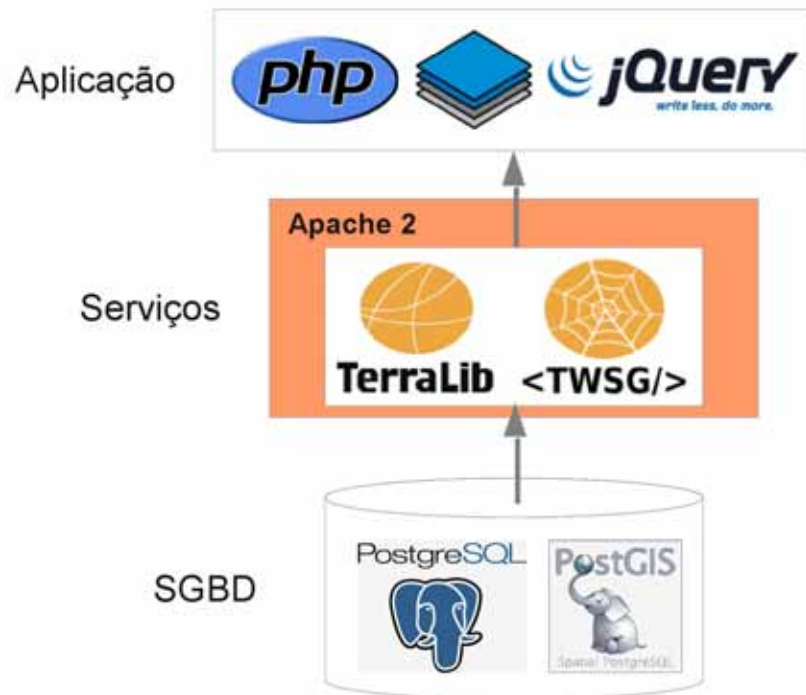 Aplicação
php
jQuery
write less, do more.
Apache 2
Serviços
TerraLib
<TWSG/>
PostgreSQL
PostGIS
SGBD
Spatial PostgreSQL